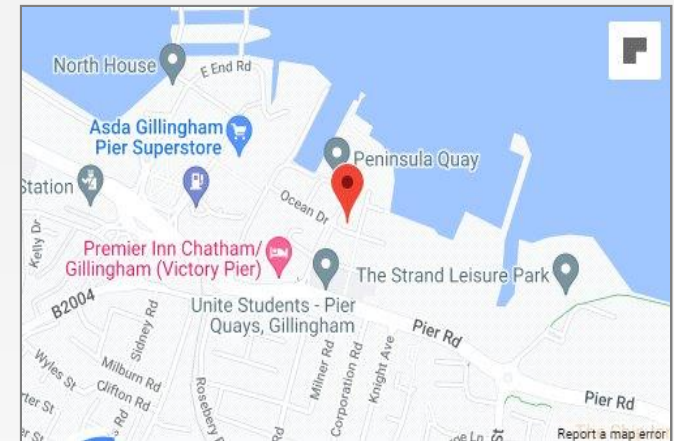 North House
E End Rd
Asda Gillingham
Pier Superstore
Peninsula Quay
Station
Ocean Dr
Kelly Dr
Premier Inn Chatham/
Gillingham (Victory Pier)
The Strand Leisure Park
B2004
Unite Students - Pier
Quays, Gillingham
Sidney Rd
Pier Rd
Wyles St
Milburn Rd
Clifton Rd
Milner Rd
Corporation Rd
Knight Ave
Rosebery
Pier Rd
Report a map error